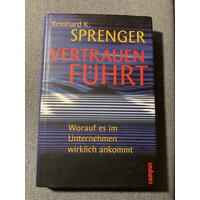 Reinhard K.
SPRENGER
VERTRAUEN
FÜHRT
Worauf es im
Unternehmen
wirklich ankommt
campus